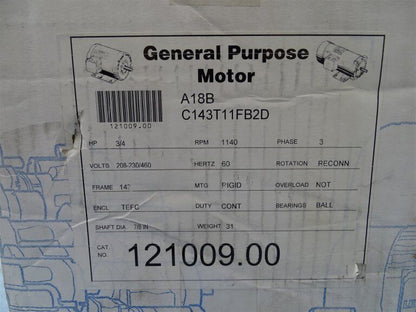 General Purpose
Motor
A18B
C143T11FB2D
121009.00
HP 3/4 RPM 1140 PHASE 3
VOLTS 208-230/460 HERTZ 60 ROTATION RECONN
FRAME MTG RIGID OVERLOAD NOT
ENCL TEFC DUTY CONT BEARINGS BALL
SHAFT DIA 7/8 IN WEIGHT 31
CAT.
NO. 121009.00